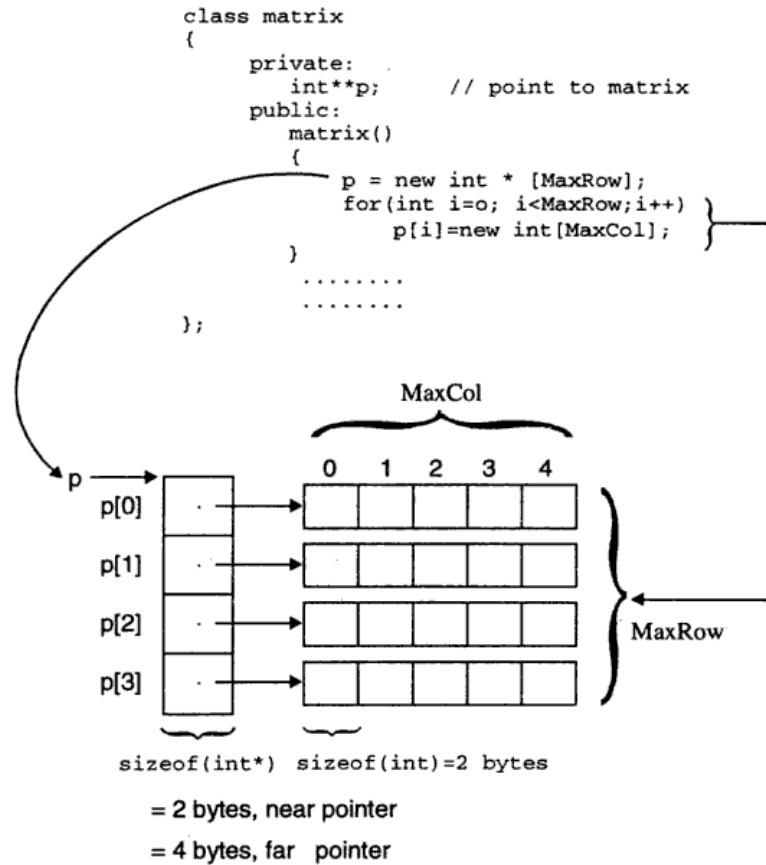 class matrix
{
private:
int**p; // point to matrix
public:
matrix()
{
p = new int * [MaxRow];
for(int i=o; i<MaxRow;i++)
p[i]=new int[MaxCol];
}
........
........
};
MaxCol
p
0 1 2 3 4
p[0]
p[1]
p[2]
MaxRow
p[3]
sizeof(int*) sizeof(int)=2 bytes
= 2 bytes, near pointer
= 4 bytes, far pointer